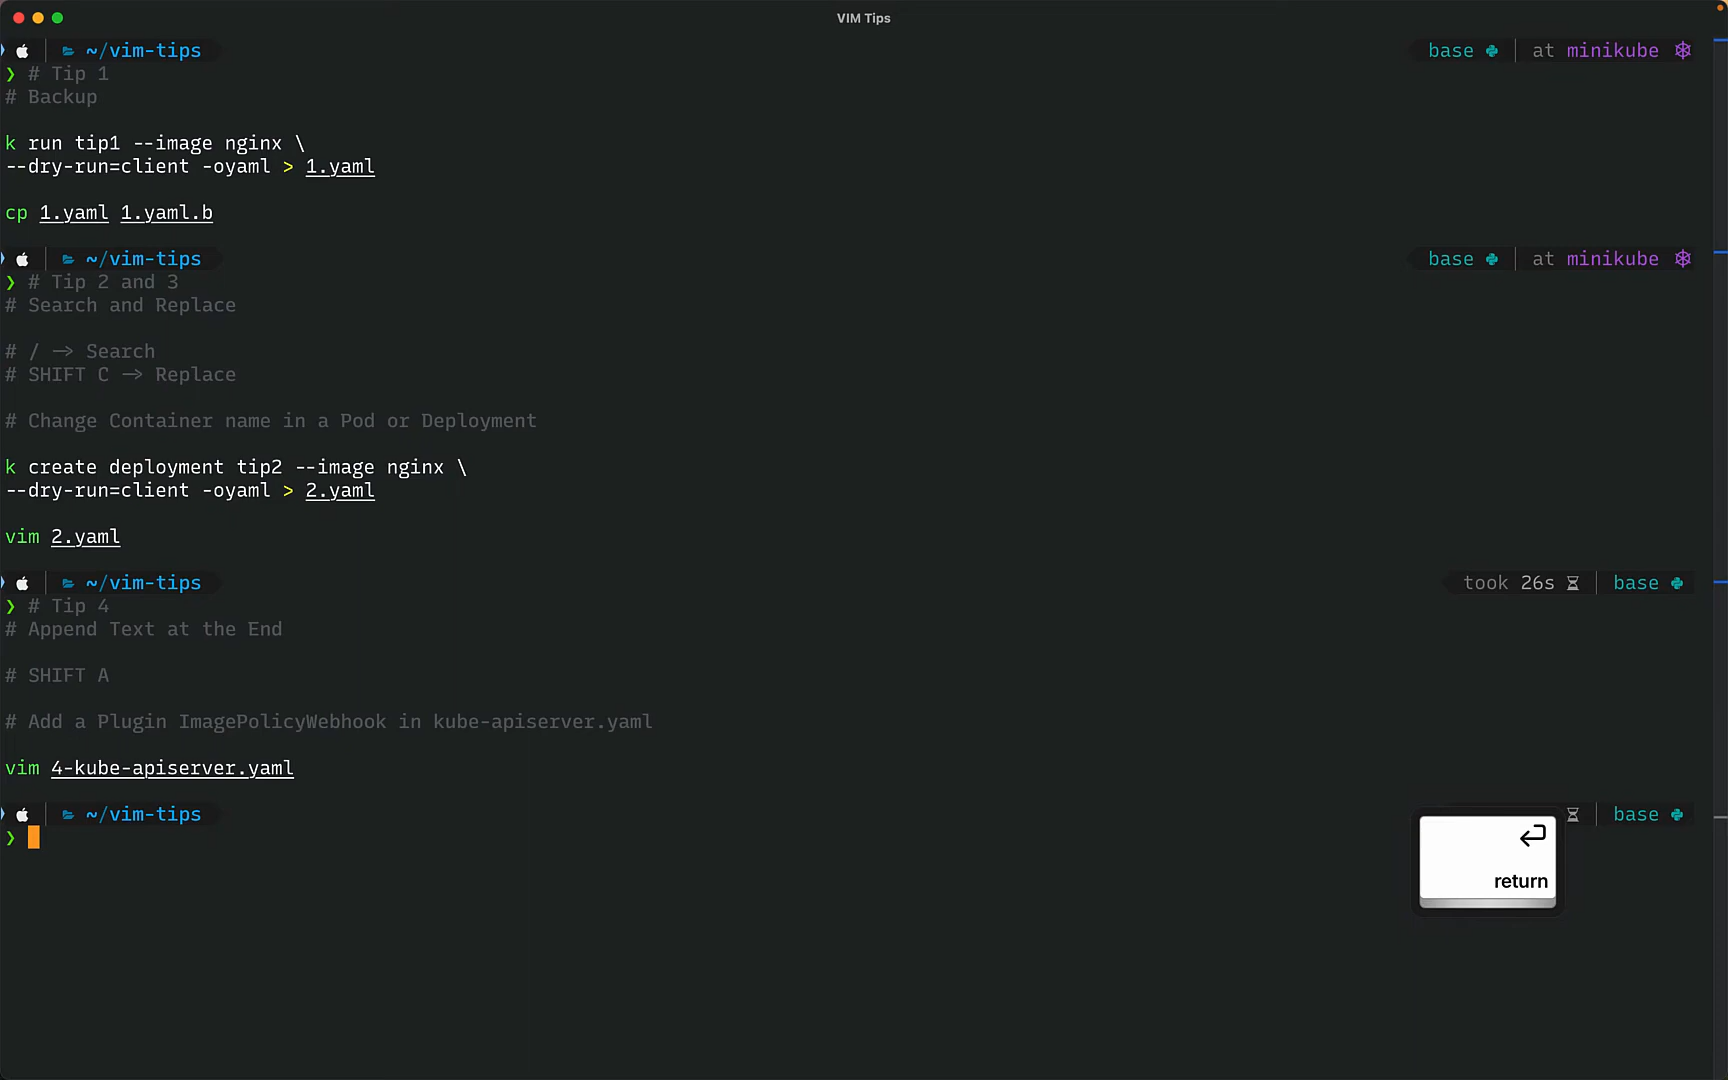 VIM Tips
~/vim-tips base at minikube
❯ # Tip 1
# Backup
k run tip1 --image nginx \
--dry-run=client -oyaml > 1.yaml
cp 1.yaml 1.yaml.b
~/vim-tips base at minikube
❯ # Tip 2 and 3
# Search and Replace
# / -> Search
# SHIFT C -> Replace
# Change Container name in a Pod or Deployment
k create deployment tip2 --image nginx \
--dry-run=client -oyaml > 2.yaml
vim 2.yaml
~/vim-tips took 26s base
❯ # Tip 4
# Append Text at the End
# SHIFT A
# Add a Plugin ImagePolicyWebhook in kube-apiserver.yaml
vim 4-kube-apiserver.yaml
~/vim-tips base
❯
return